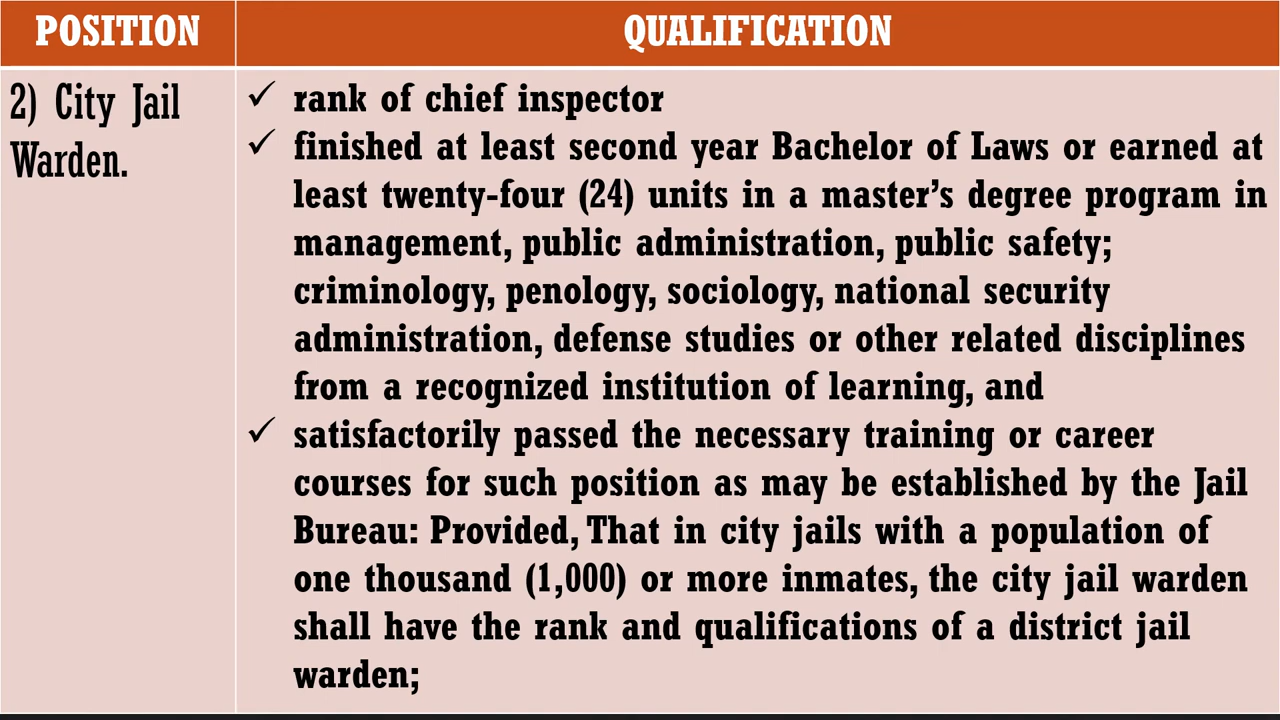 POSITION
QUALIFICATION
2) City Jail
Warden.
✓ rank of chief inspector
✓ finished at least second year Bachelor of Laws or earned at
least twenty-four (24) units in a master’s degree program in
management, public administration, public safety;
criminology, penology, sociology, national security
administration, defense studies or other related disciplines
from a recognized institution of learning, and
✓ satisfactorily passed the necessary training or career
courses for such position as may be established by the Jail
Bureau: Provided, That in city jails with a population of
one thousand (1,000) or more inmates, the city jail warden
shall have the rank and qualifications of a district jail
warden;